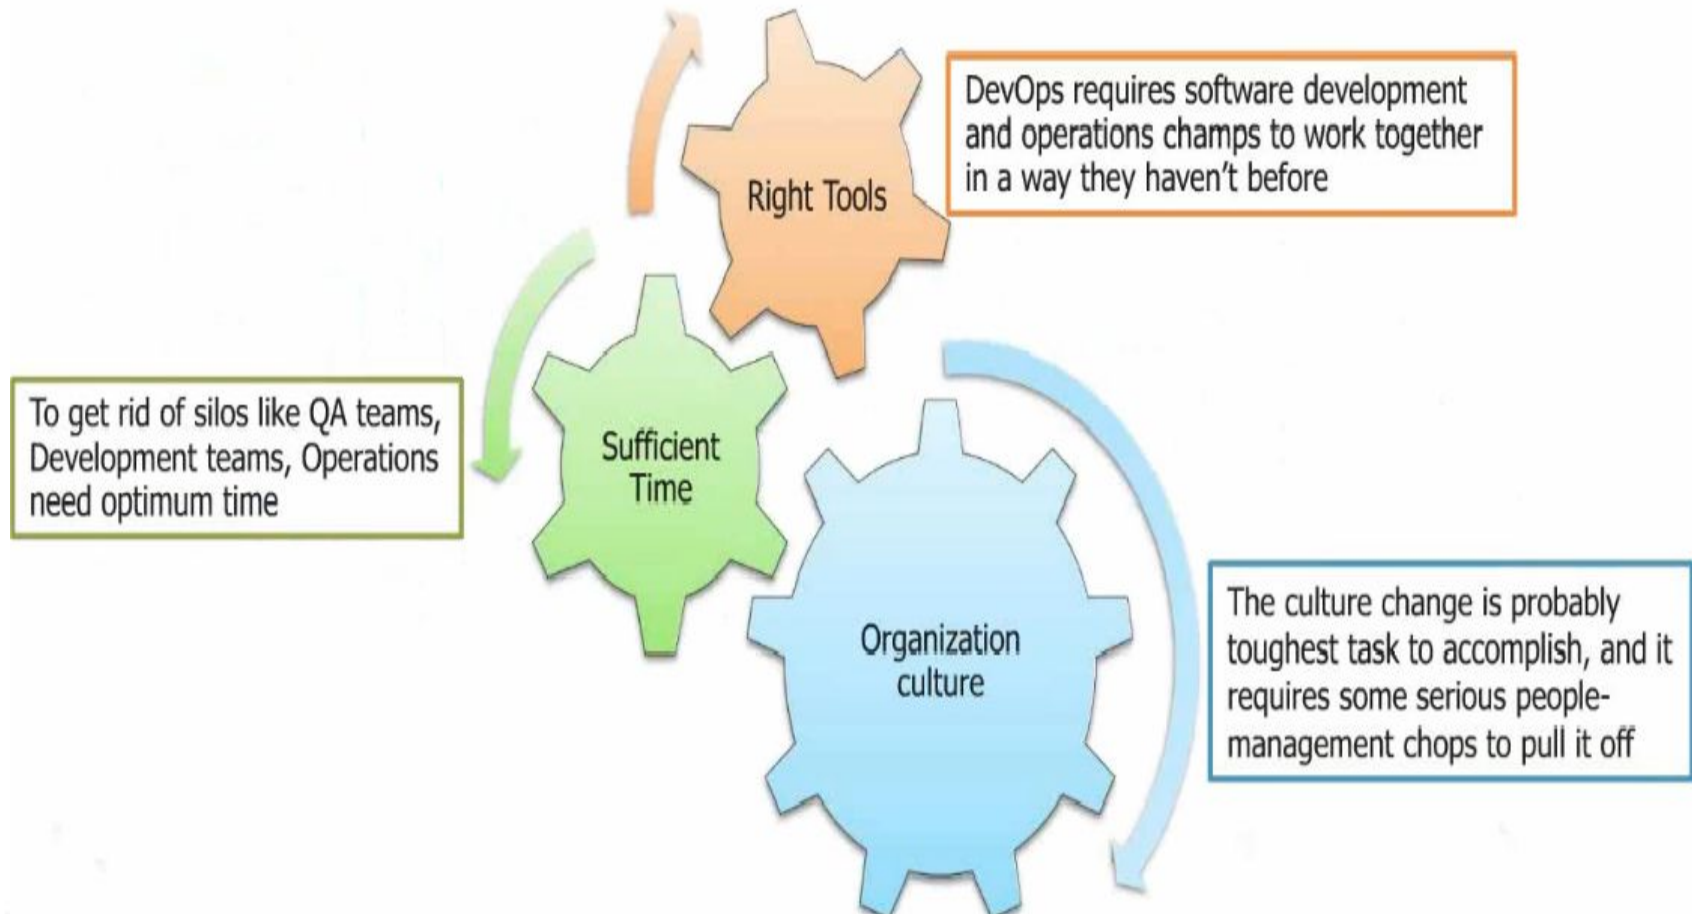 DevOps requires software development
and operations champs to work together
in a way they haven’t before
Right Tools
To get rid of silos like QA teams,
Development teams, Operations
need optimum time
Sufficient
Time
Organization
culture
The culture change is probably
toughest task to accomplish, and it
requires some serious people-
management chops to pull it off